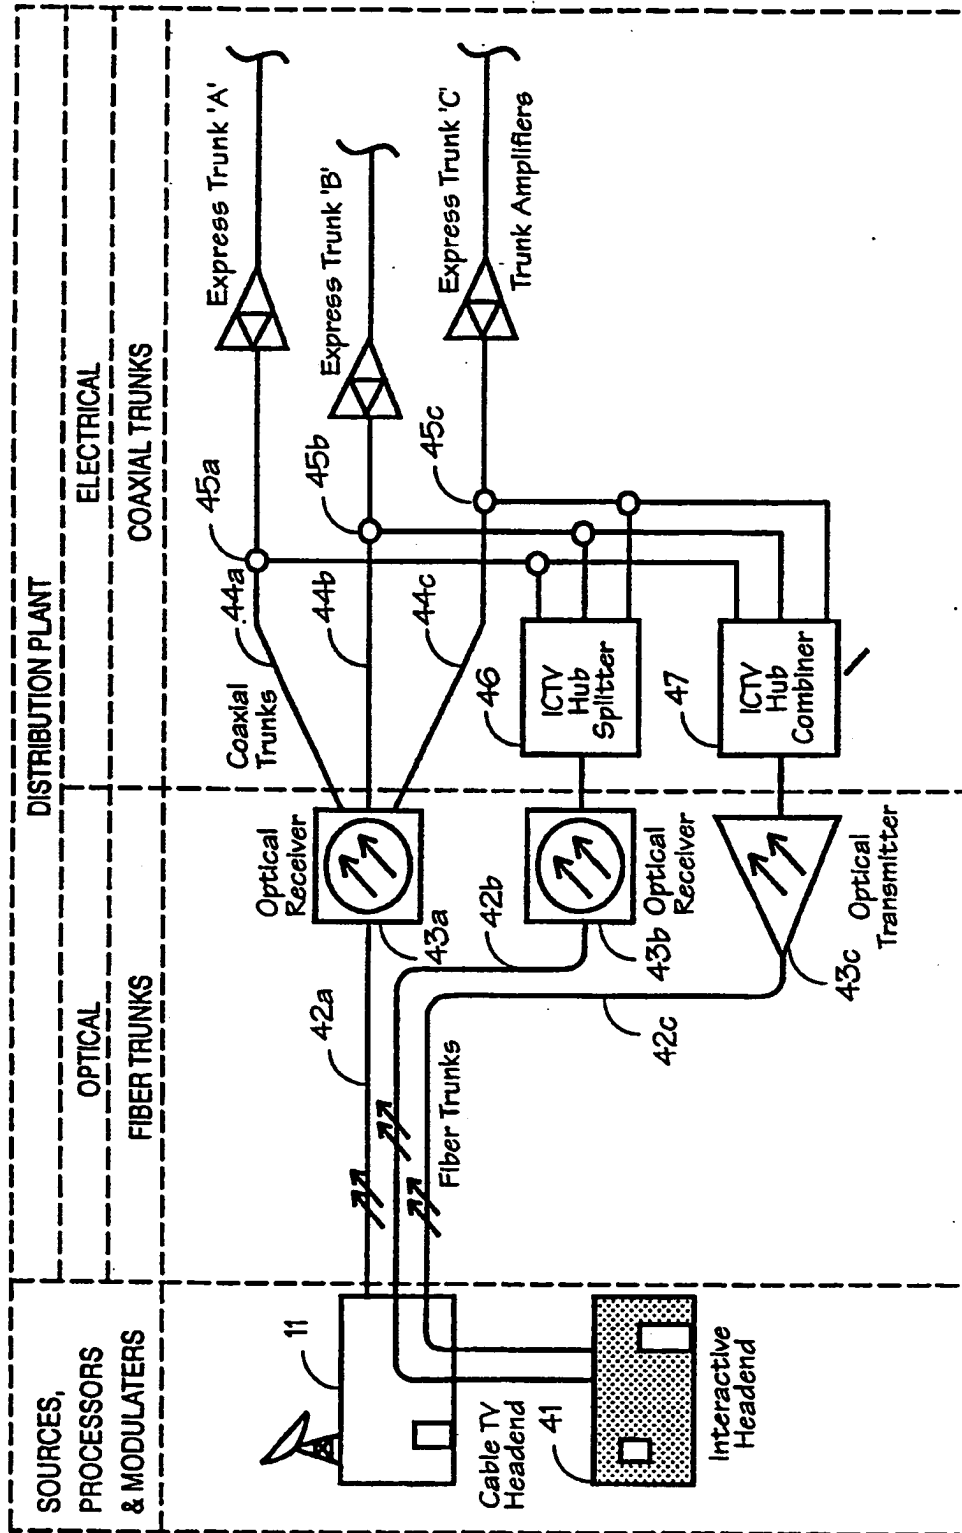 DISTRIBUTION PLANT
SOURCES,
PROCESSORS
& MODULATERS
OPTICAL
ELECTRICAL
FIBER TRUNKS
COAXIAL TRUNKS
11
Cable TV
Headend
41
Interactive
Headend
42a
Fiber Trunks
42b
42c
Optical
Receiver
43a
Optical
Receiver
43b
Optical
Transmitter
43c
Coaxial
Trunks
44a
44b
44c
45a
45b
45c
46
ICTV
Hub
Splitter
47
ICTV
Hub
Combiner
Express Trunk 'A'
Express Trunk 'B'
Express Trunk 'C'
Trunk Amplifiers